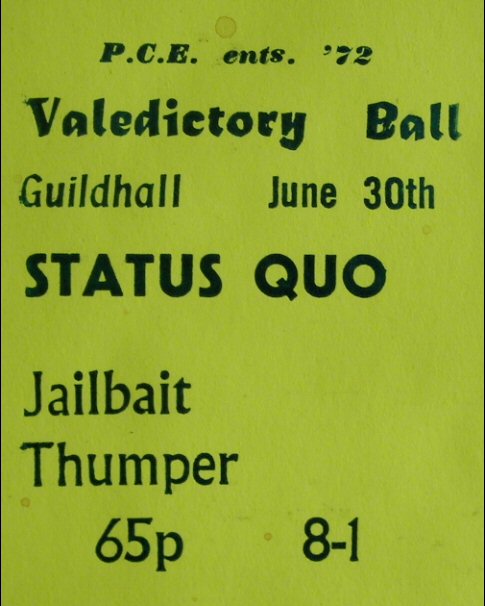 P.C.E. ents. '72
Valedictory Ball
Guildhall June 30th
STATUS QUO
Jailbait
Thumper
65p 8-1